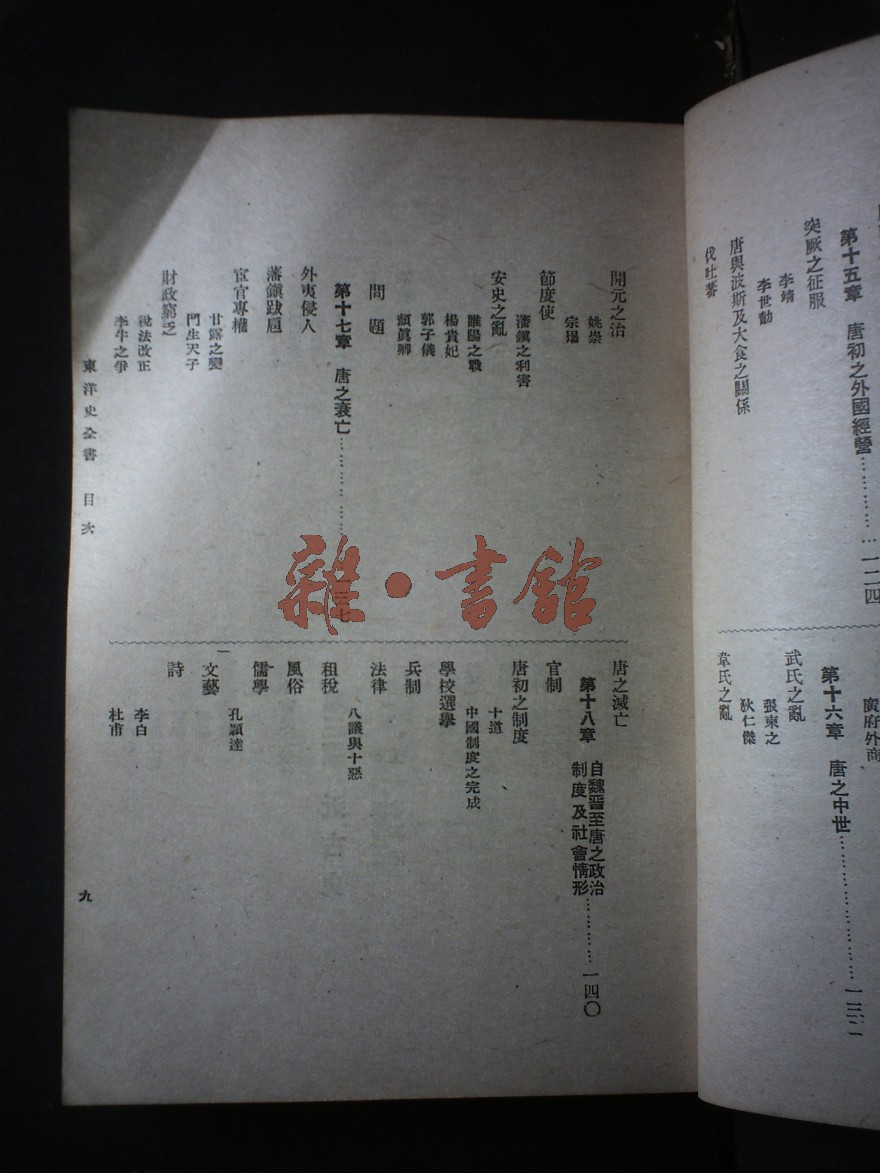 第十五章 唐初之外國經營…………一二四
突厥之征服
李靖
李世勣
唐與波斯及大食之關係
伐吐蕃
廣府外商
第十六章 唐之中世…………………一三二
武氏之亂
張柬之
狄仁傑
韋氏之亂
開元之治
姚崇
宗璟
節度使
藩鎭之利害
安史之亂
睢陽之戰
楊貴妃
郭子儀
顏眞卿
問題
第十七章 唐之衰亡…………
外夷侵入
藩鎭跋扈
宦官專權
甘露之變
門生天子
財政窮乏
稅法改正
李牛之爭
唐之滅亡
第十八章 自魏晋至唐之政治
制度及社會情形…………一四〇
官制
唐初之制度
十道
中國制度之完成
學校選擧
兵制
法律
八議與十惡
租稅
風俗
儒學
孔穎達
文藝
詩
李白
杜甫
東洋史全書 目次
九
雜·書館